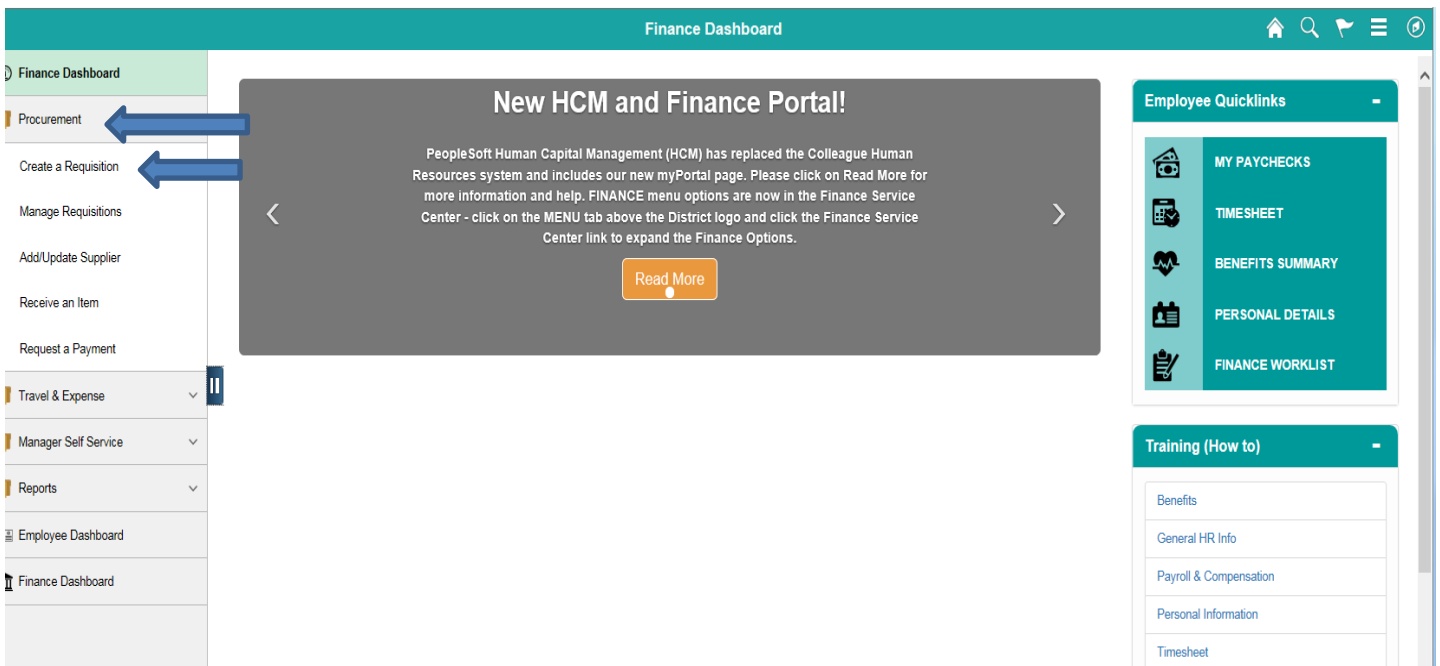 Finance Dashboard
Finance Dashboard
Procurement
Create a Requisition
Manage Requisitions
Add/Update Supplier
Receive an Item
Request a Payment
Travel & Expense
Manager Self Service
Reports
Employee Dashboard
Finance Dashboard
New HCM and Finance Portal!
PeopleSoft Human Capital Management (HCM) has replaced the Colleague Human
Resources system and includes our new myPortal page. Please click on Read More for
more information and help. FINANCE menu options are now in the Finance Service
Center - click on the MENU tab above the District logo and click the Finance Service
Center link to expand the Finance Options.
Read More
Employee Quicklinks
MY PAYCHECKS
TIMESHEET
BENEFITS SUMMARY
PERSONAL DETAILS
FINANCE WORKLIST
Training (How to)
Benefits
General HR Info
Payroll & Compensation
Personal Information
Timesheet